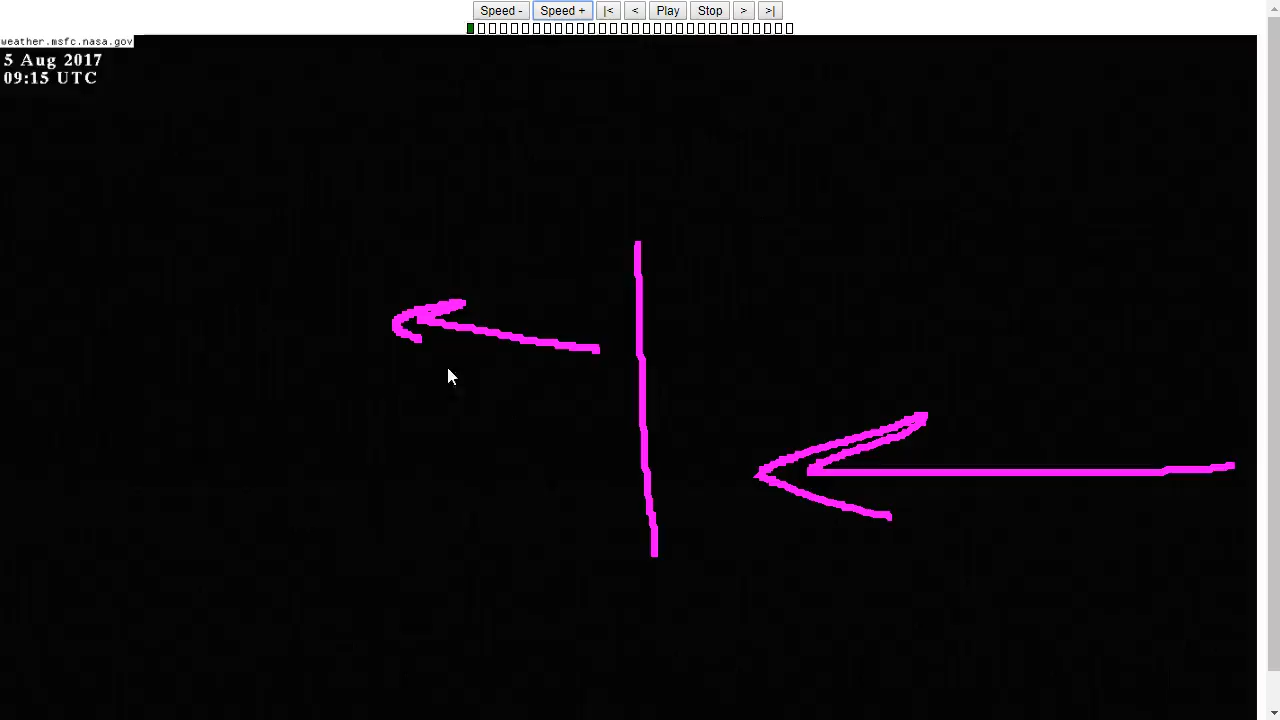 Speed - Speed + |< < Play Stop > >|
weather.msfc.nasa.gov
5 Aug 2017
09:15 UTC